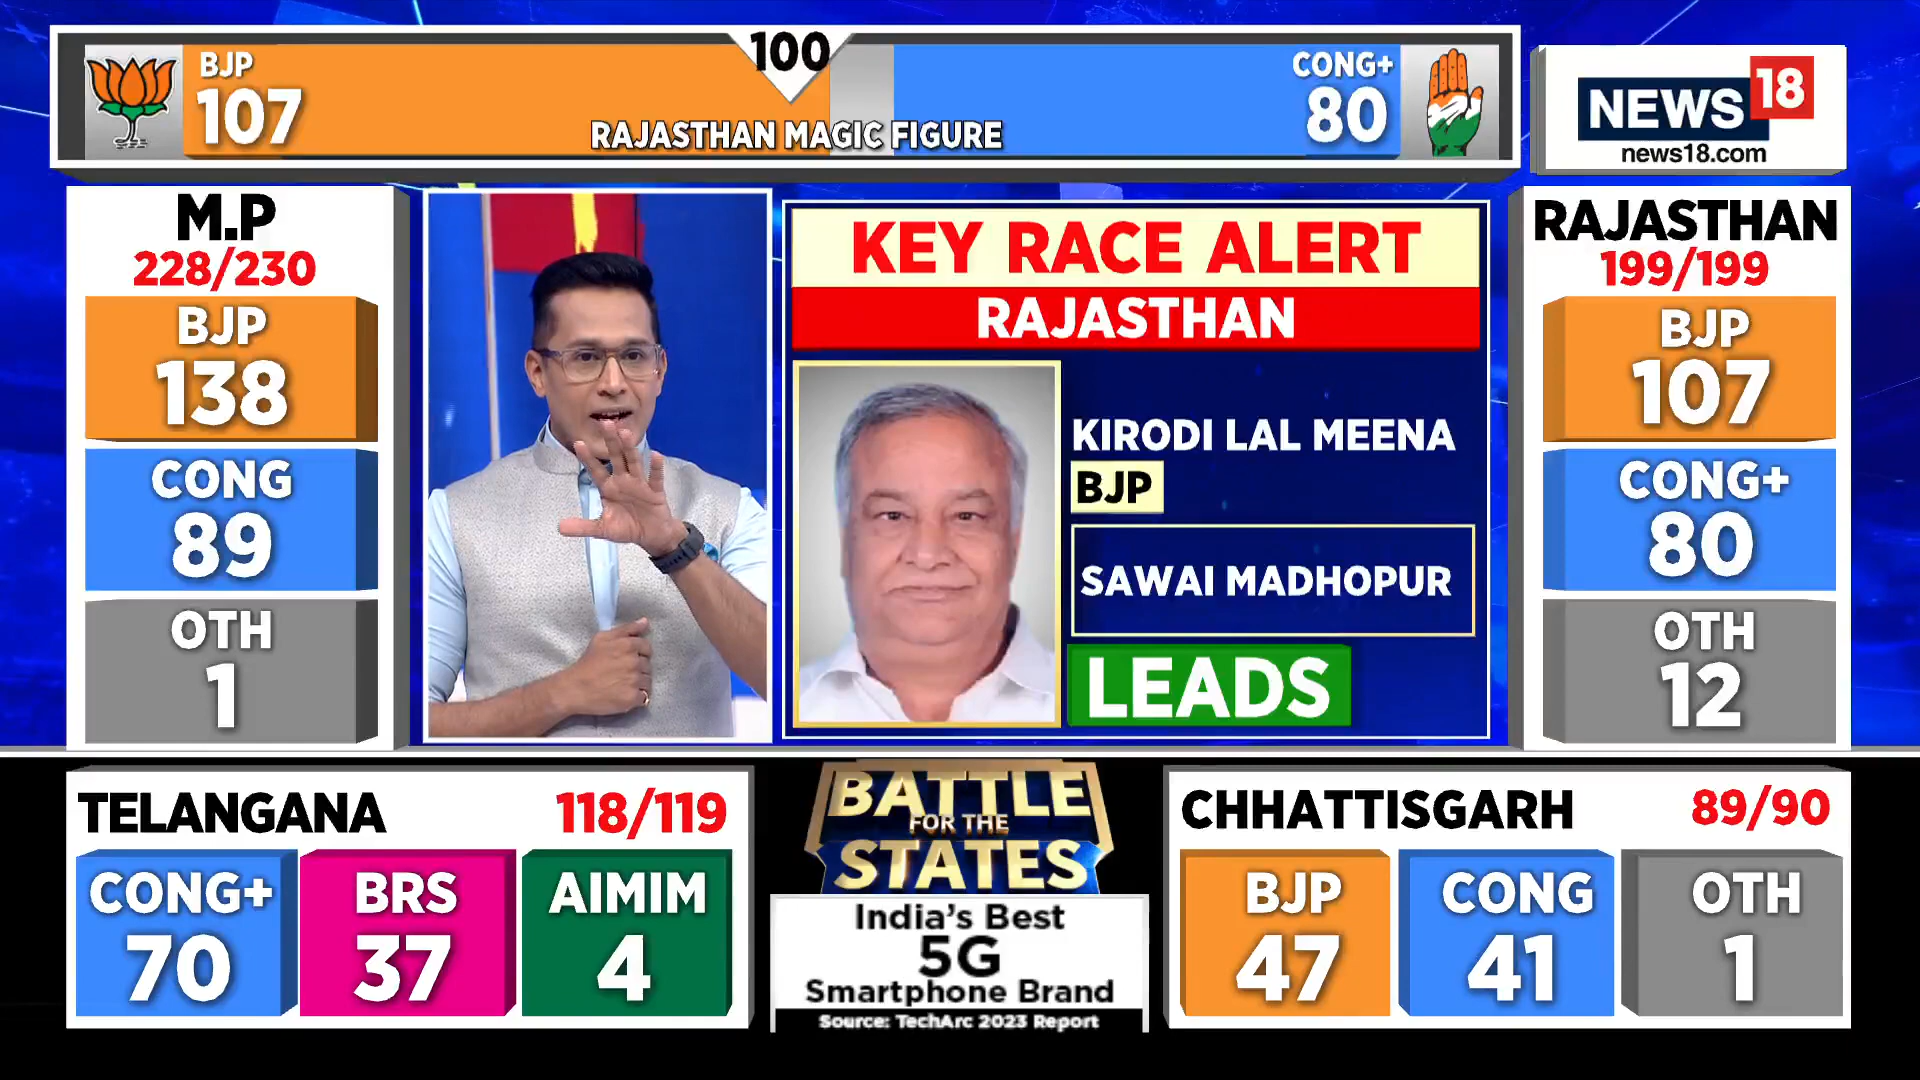 BJP
107
100
RAJASTHAN MAGIC FIGURE
CONG+
80
NEWS 18
news18.com
M.P
228/230
BJP
138
CONG
89
OTH
1
KEY RACE ALERT
RAJASTHAN
KIRODI LAL MEENA
BJP
SAWAI MADHOPUR
LEADS
RAJASTHAN
199/199
BJP
107
CONG+
80
OTH
12
TELANGANA 118/119
CONG+
70
BRS
37
AIMIM
4
BATTLE
FOR THE
STATES
India's Best
5G
Smartphone Brand
Source: TechArc 2023 Report
CHHATTISGARH 89/90
BJP
47
CONG
41
OTH
1